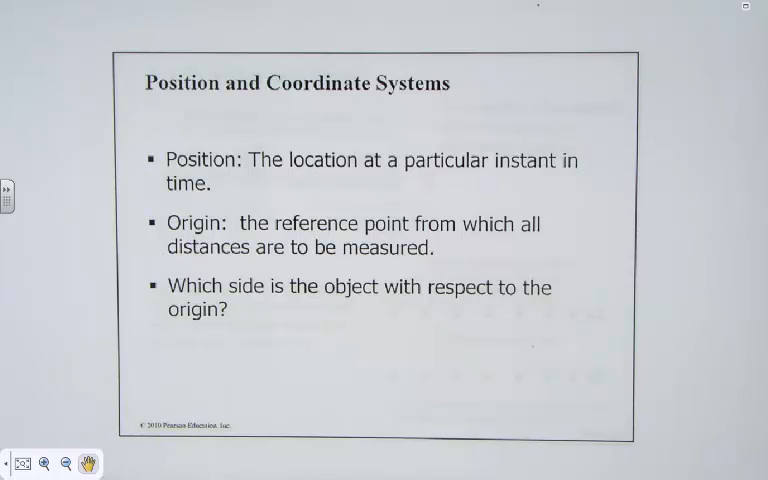 Position and Coordinate Systems
▪ Position: The location at a particular instant in
time.
▪ Origin: the reference point from which all
distances are to be measured.
▪ Which side is the object with respect to the
origin?
© 2010 Pearson Education, Inc.